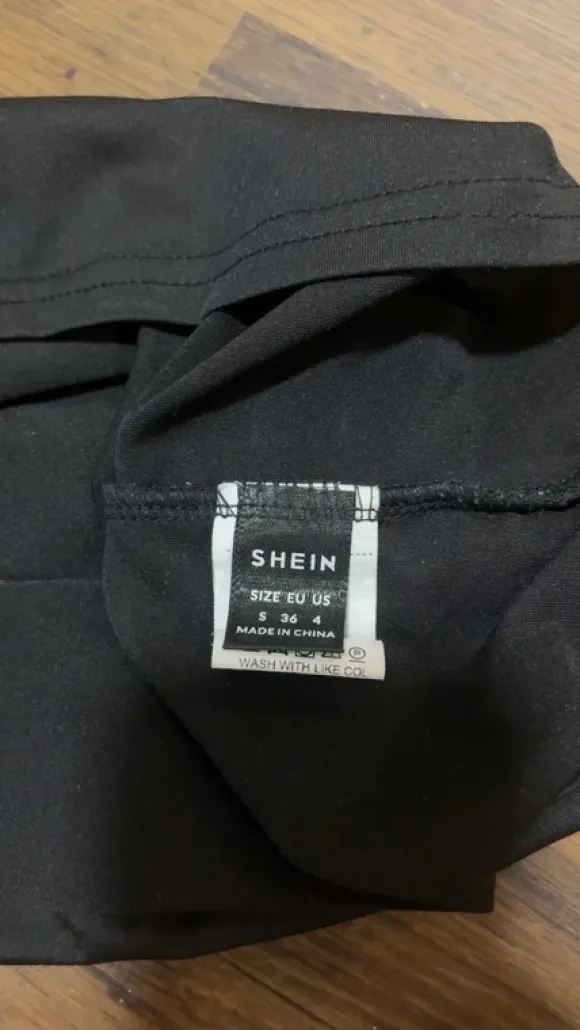 SHEIN
SIZE EU US
S 36 4
MADE IN CHINA
P
WASH WITH LIKE COL